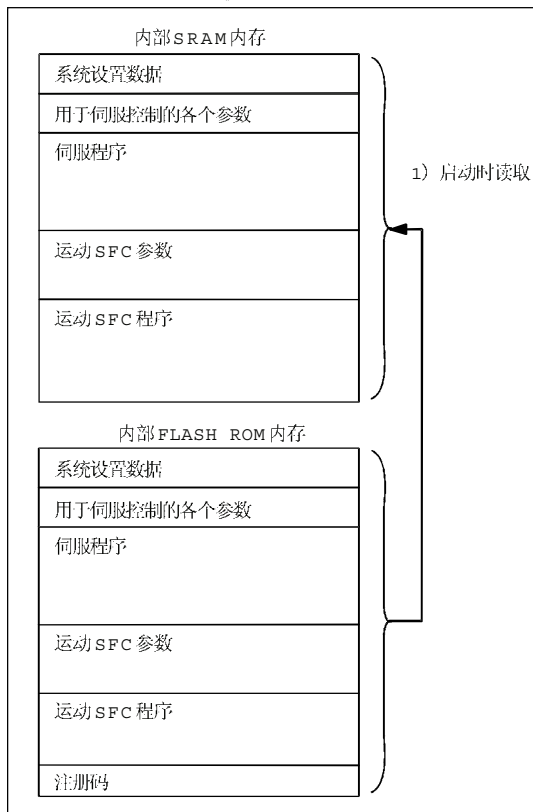 内部SRAM内存
系统设置数据
用于伺服控制的各个参数
伺服程序
1) 启动时读取
运动SFC参数
运动SFC程序
内部FLASH ROM内存
系统设置数据
用于伺服控制的各个参数
伺服程序
运动SFC参数
运动SFC程序
注册码